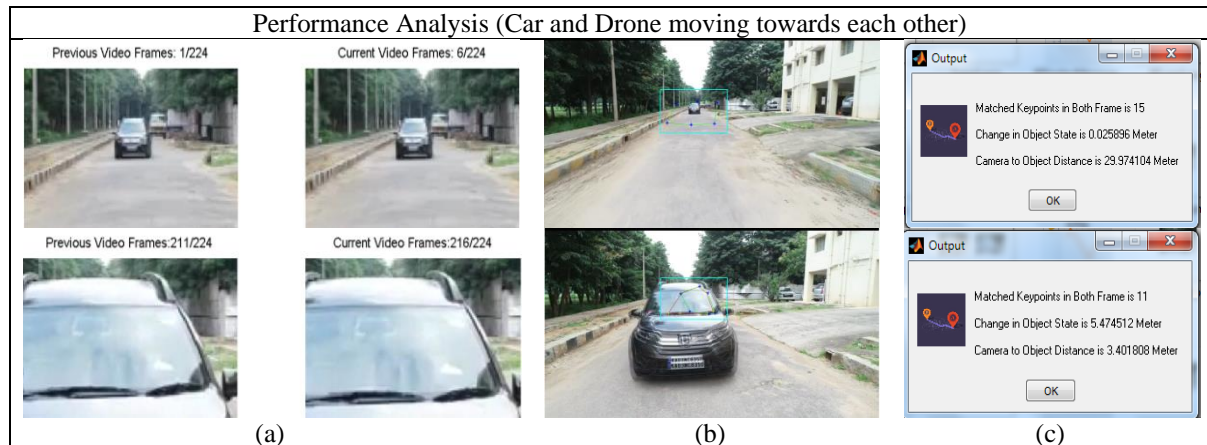 Performance Analysis (Car and Drone moving towards each other)
Previous Video Frames: 1/224
Current Video Frames: 6/224
Output
Matched Keypoints in Both Frame is 15
Change in Object State is 0.025896 Meter
Camera to Object Distance is 29.974104 Meter
OK
Previous Video Frames:211/224
Current Video Frames:216/224
Output
Matched Keypoints in Both Frame is 11
Change in Object State is 5.474512 Meter
Camera to Object Distance is 3.401808 Meter
OK
(a)
(b)
(c)